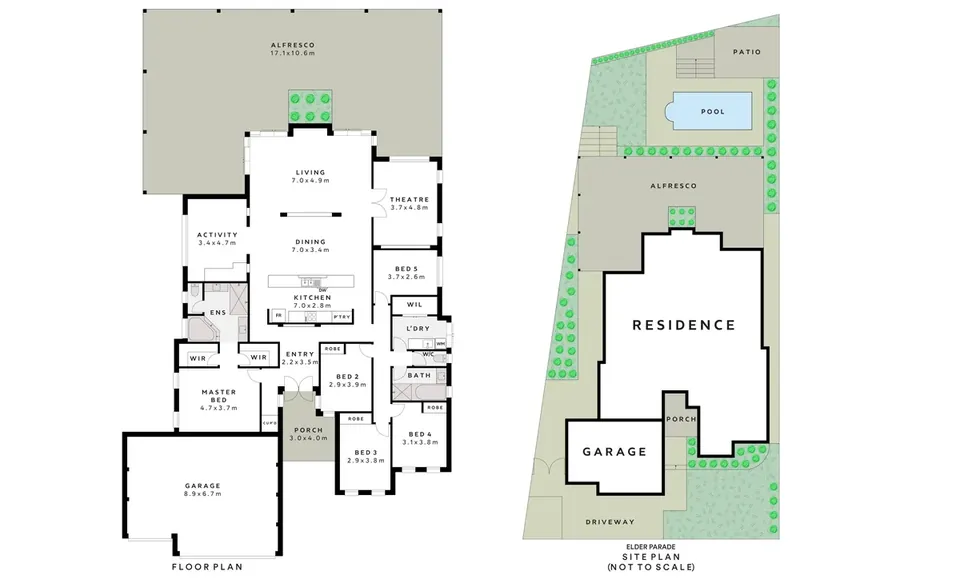 ALFRESCO
17.1x10.6m
LIVING
7.0x4.9m
THEATRE
3.7x4.8m
ACTIVITY
3.4x4.7m
DINING
7.0x3.4m
BED 5
3.7x2.6m
DW
KITCHEN
7.0x2.8m
WIL
ENS
FR
P'TRY
L'DRY
WM
WIR
WIR
ENTRY
2.2x3.5m
ROBE
W/C
BATH
BED 2
2.9x3.9m
MASTER
BED
4.7x3.7m
CUP'D
ROBE
ROBE
PORCH
3.0x4.0m
BED 4
3.1x3.8m
BED 3
2.9x3.8m
GARAGE
8.9x6.7m
FLOOR PLAN
PATIO
POOL
ALFRESCO
RESIDENCE
PORCH
GARAGE
DRIVEWAY
ELDER PARADE
SITE PLAN
(NOT TO SCALE)